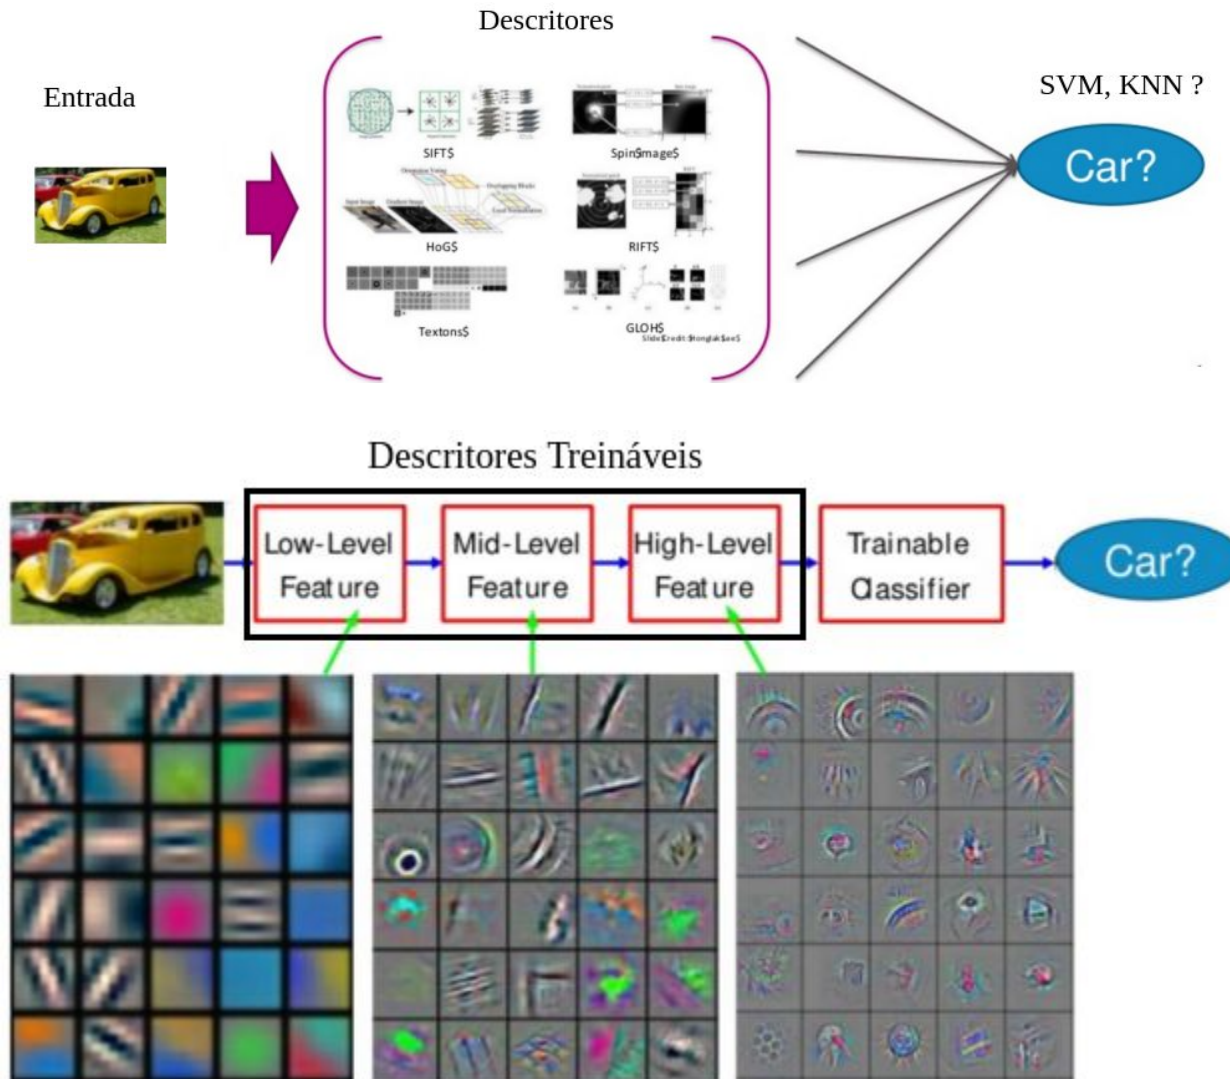 Descritores
Entrada
SVM, KNN ?
Car?
SIFT$
Spin$mage$
HoG$
RIFT$
Textons$
GLOH$
Descritores Treináveis
Low-Level
Feature
Mid-Level
Feature
High-Level
Feature
Trainable
Classifier
Car?